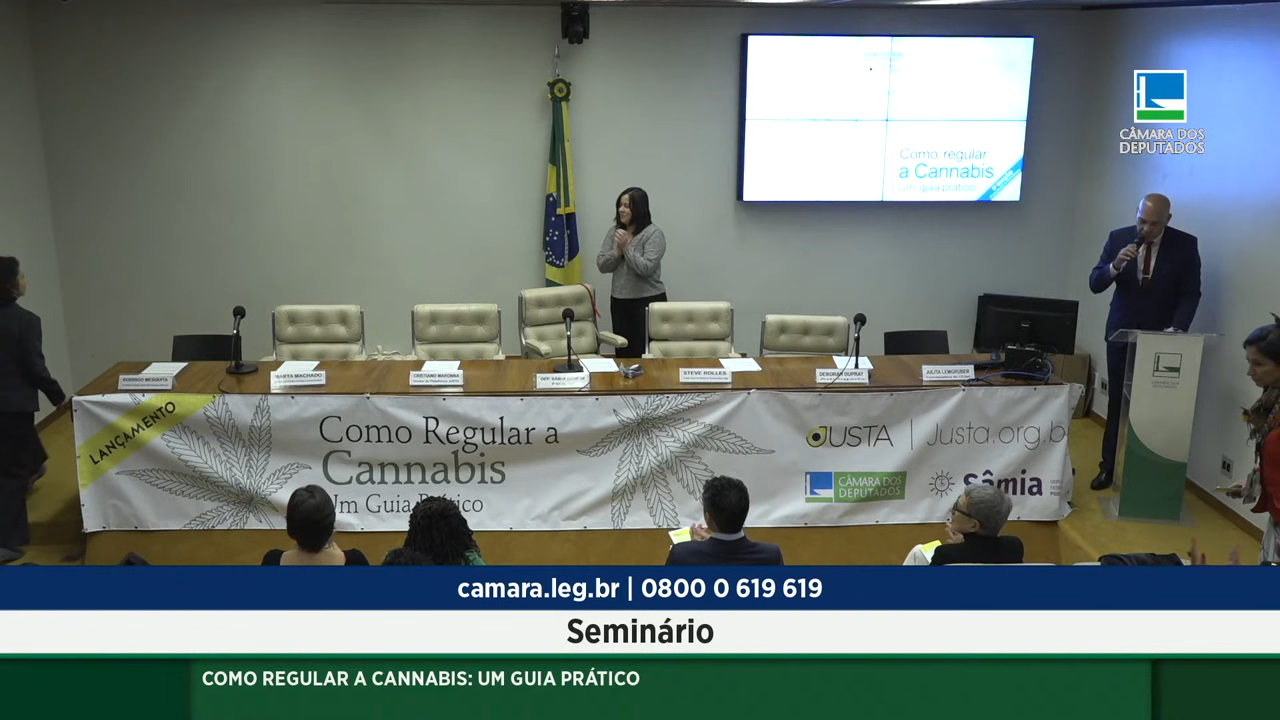 Como regular
a Cannabis
Um guia prático
CÂMARA DOS
DEPUTADOS
RODRIGO MESQUITA
MARTA MACHADO
CRISTIANO MARONNA
STEVE ROLLES
DEBORAH DUPRAT
JULITA LEMGRUBER
LANÇAMENTO
Como Regular a
Cannabis
Um Guia
JUSTA | Justa.org.b
CÂMARA DOS
DEPUTADOS
Sâmia
camara.leg.br | 0800 0 619 619
Seminário
COMO REGULAR A CANNABIS: UM GUIA PRÁTICO